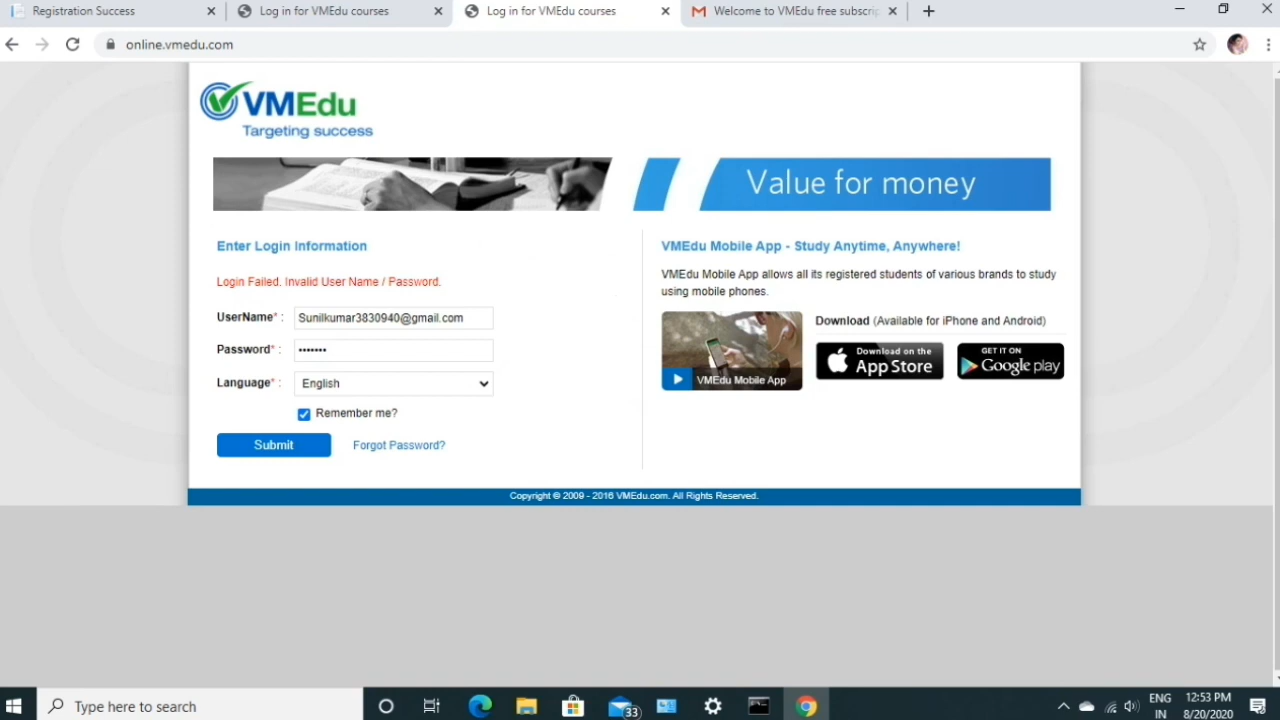 Registration Success
Log in for VMEdu courses
Log in for VMEdu courses
Welcome to VMEdu free subscrip
online.vmedu.com
VMEdu
Targeting success
Value for money
Enter Login Information
Login Failed. Invalid User Name / Password.
UserName* : Sunilkumar3830940@gmail.com
Password* : •••••••
Language* : English
Remember me?
Submit Forgot Password?
VMEdu Mobile App - Study Anytime, Anywhere!
VMEdu Mobile App allows all its registered students of various brands to study
using mobile phones.
VMEdu Mobile App
Download (Available for iPhone and Android)
Download on the
App Store
GET IT ON
Google play
Copyright © 2009 - 2016 VMEdu.com. All Rights Reserved.
Type here to search
33
ENG
IN
12:53 PM
8/20/2020